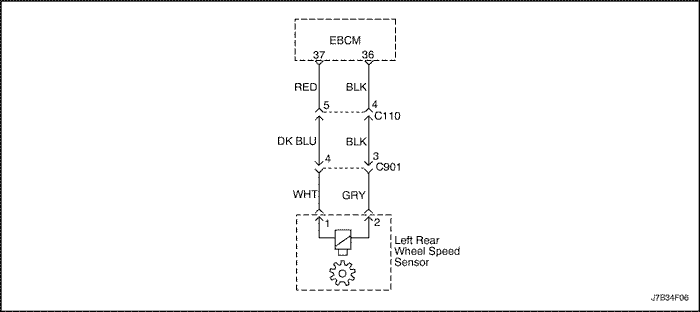 EBCM
37 36
RED BLK
5 4
C110
DK BLU BLK
4 3
C901
WHT GRY
1 2
Left Rear
Wheel Speed
Sensor
J7B34F06